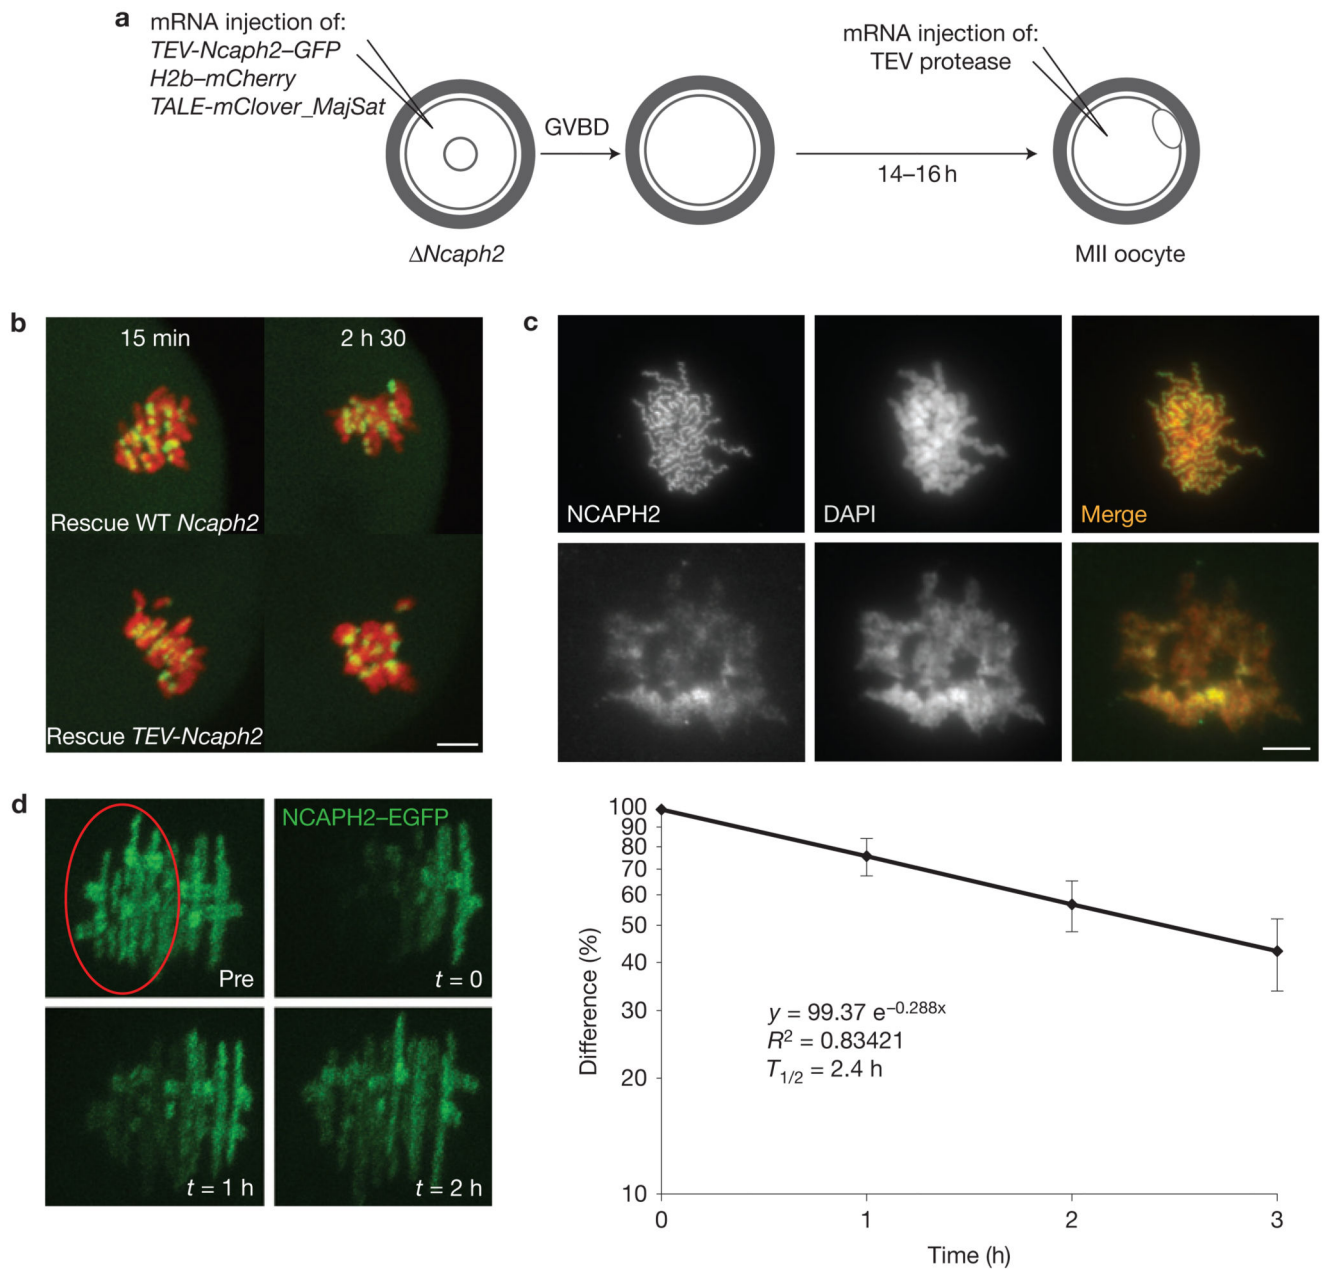 a
mRNA injection of:
TEV-Ncaph2–GFP
H2b–mCherry
TALE-mClover_MajSat
GVBD
mRNA injection of:
TEV protease
14–16 h
ΔNcaph2
MII oocyte
b
15 min
2 h 30
Rescue WT Ncaph2
Rescue TEV-Ncaph2
c
NCAPH2
DAPI
Merge
d
Pre
NCAPH2–EGFP
t = 0
t = 1 h
t = 2 h
Difference (%)
100
90
80
70
60
50
40
30
20
10
y = 99.37 e–0.288x
R2 = 0.83421
T1/2 = 2.4 h
0
1
2
3
Time (h)